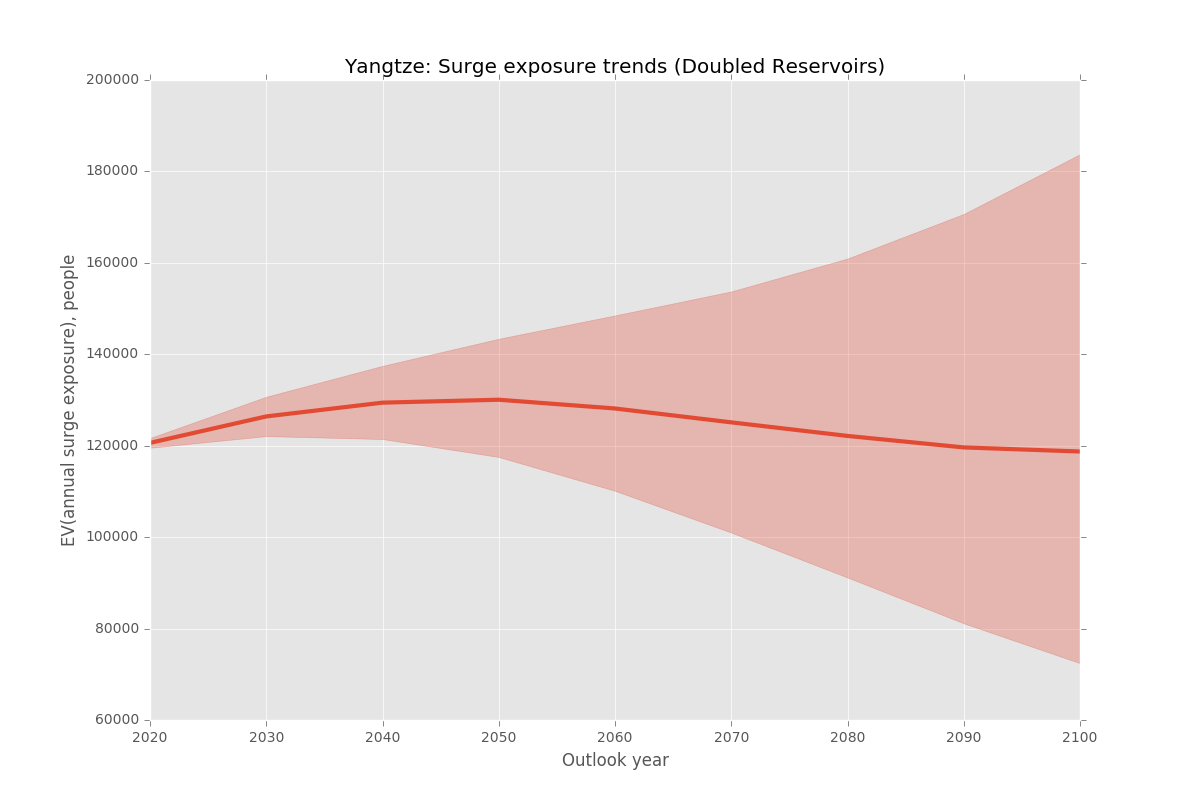 Yangtze: Surge exposure trends (Doubled Reservoirs)
200000
180000
160000
140000
120000
100000
80000
60000
EV(annual surge exposure), people
2020 2030 2040 2050 2060 2070 2080 2090 2100
Outlook year